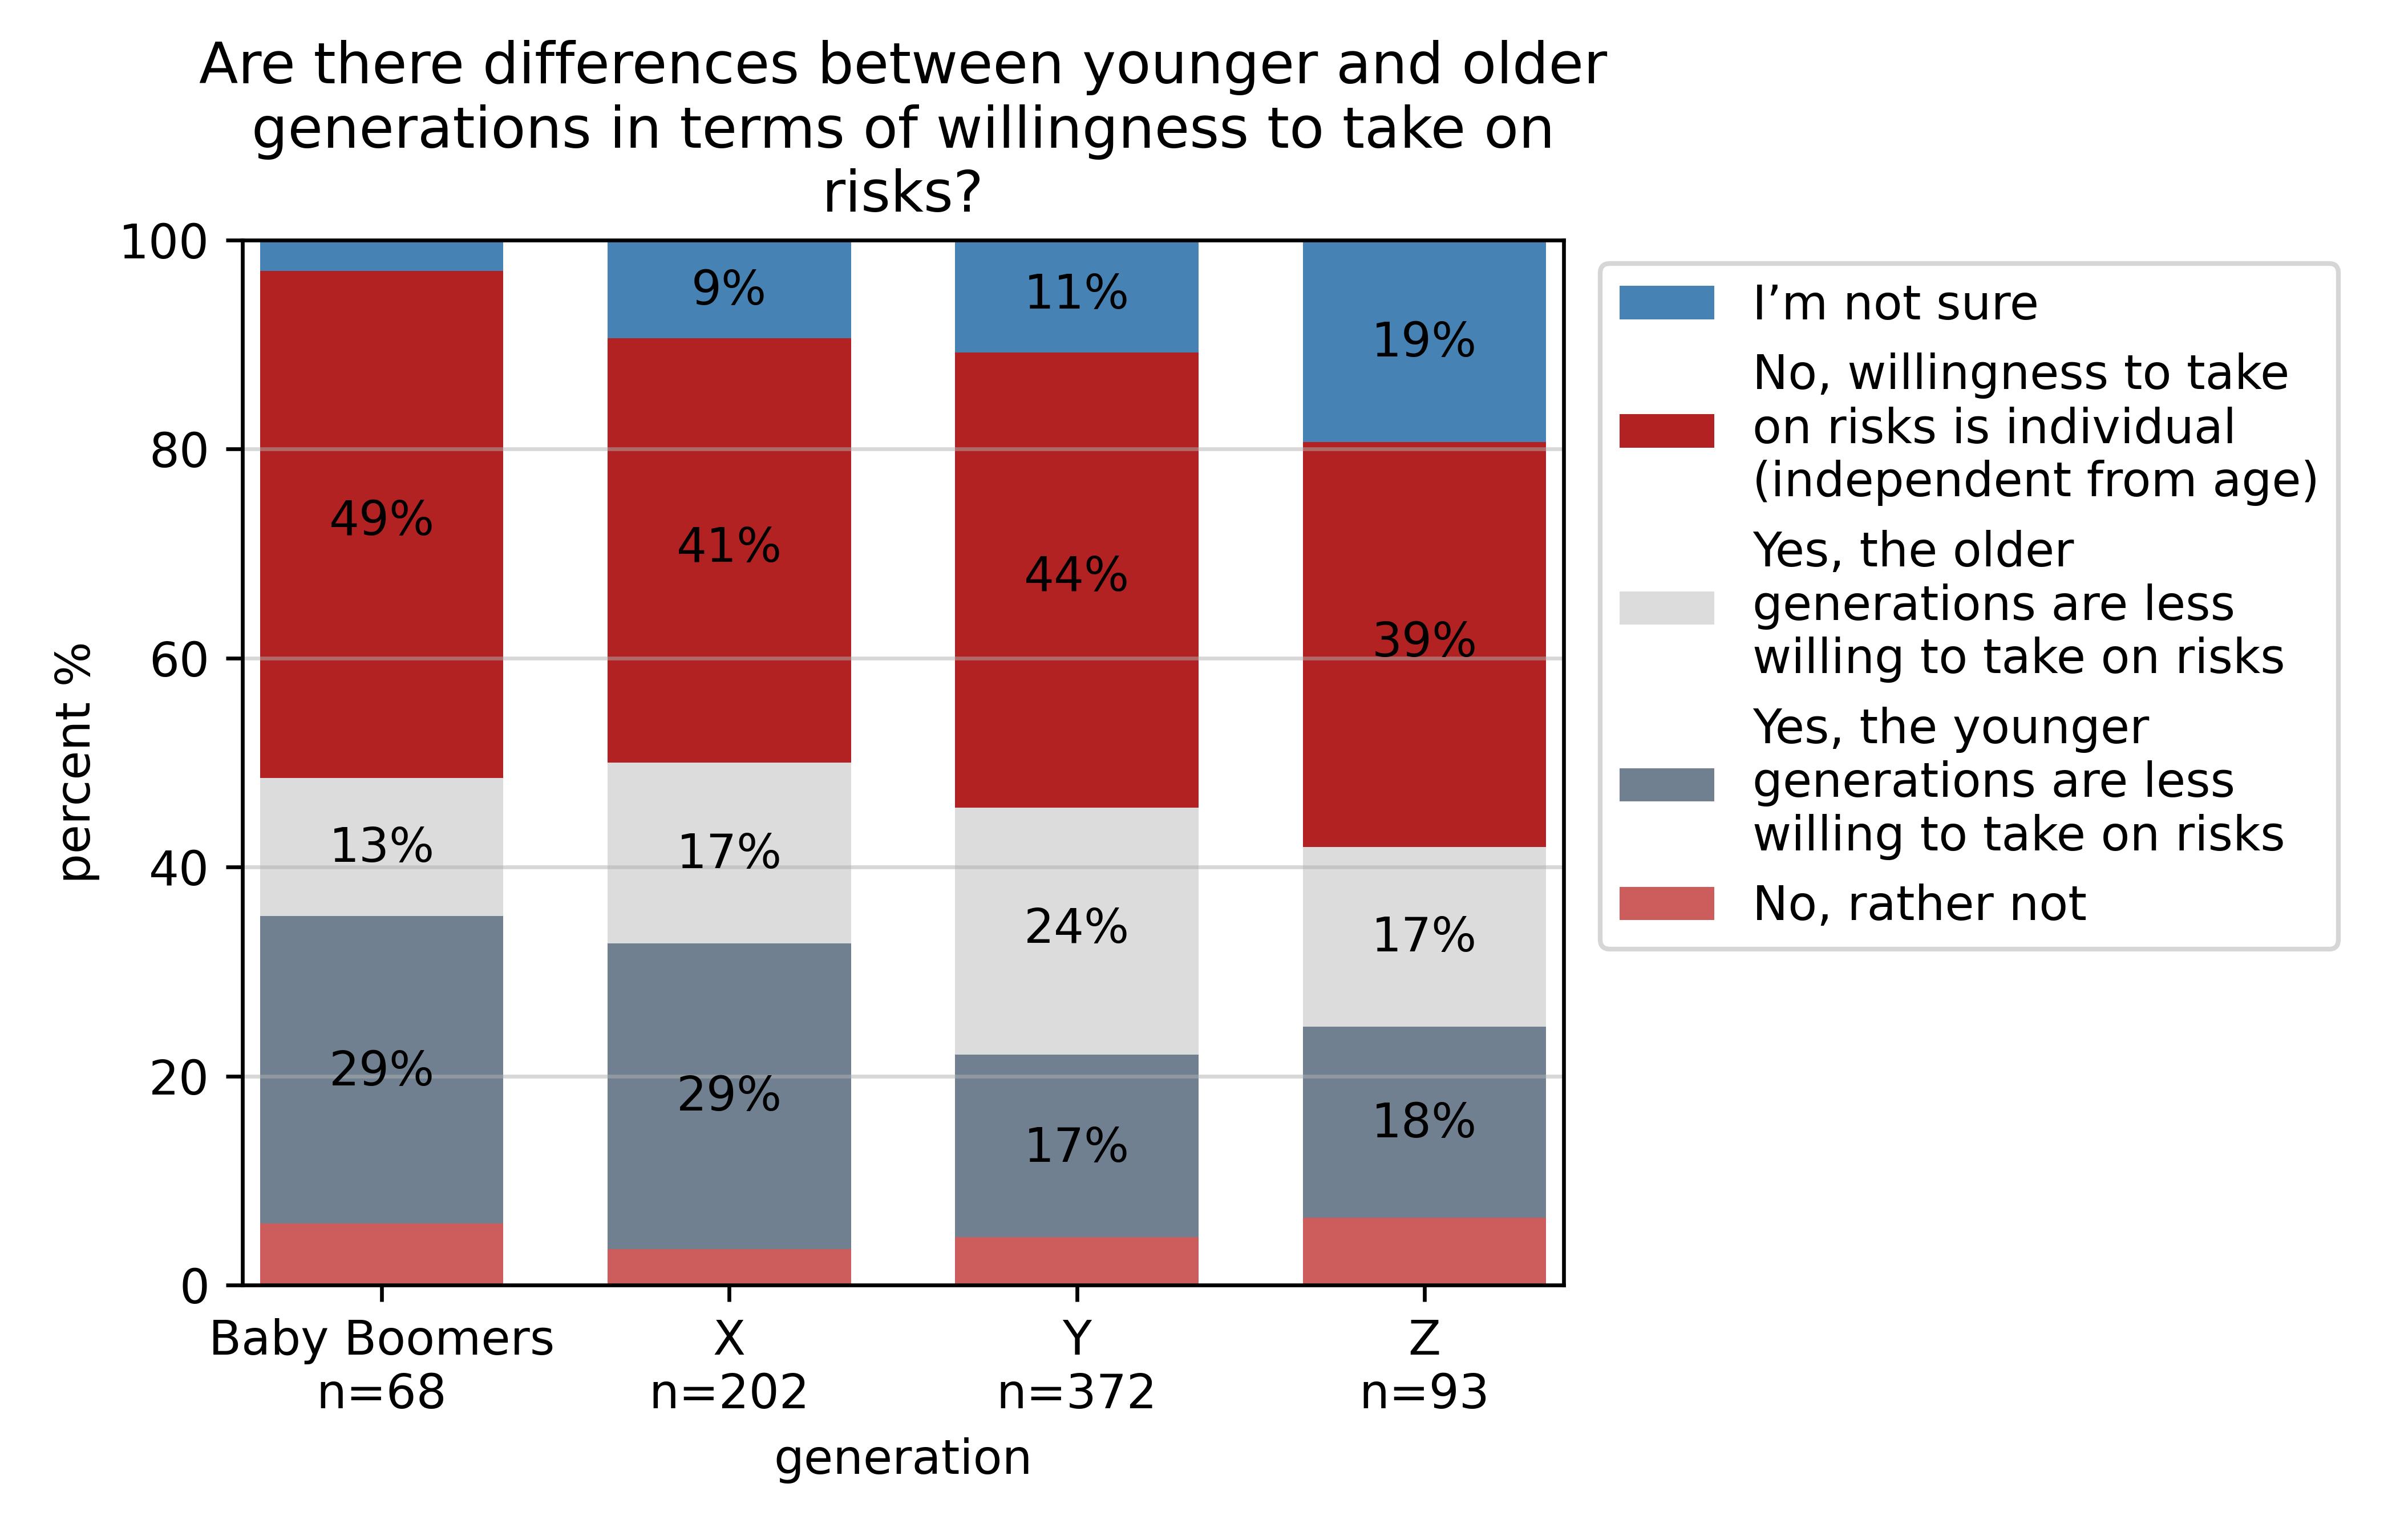 Are there differences between younger and older
generations in terms of willingness to take on
risks?
100
80
60
40
20
0
percent %
9%
11%
19%
49%
41%
44%
39%
13%
17%
24%
17%
29%
29%
17%
18%
Baby Boomers
n=68
X
n=202
Y
n=372
Z
n=93
generation
I’m not sure
No, willingness to take
on risks is individual
(independent from age)
Yes, the older
generations are less
willing to take on risks
Yes, the younger
generations are less
willing to take on risks
No, rather not